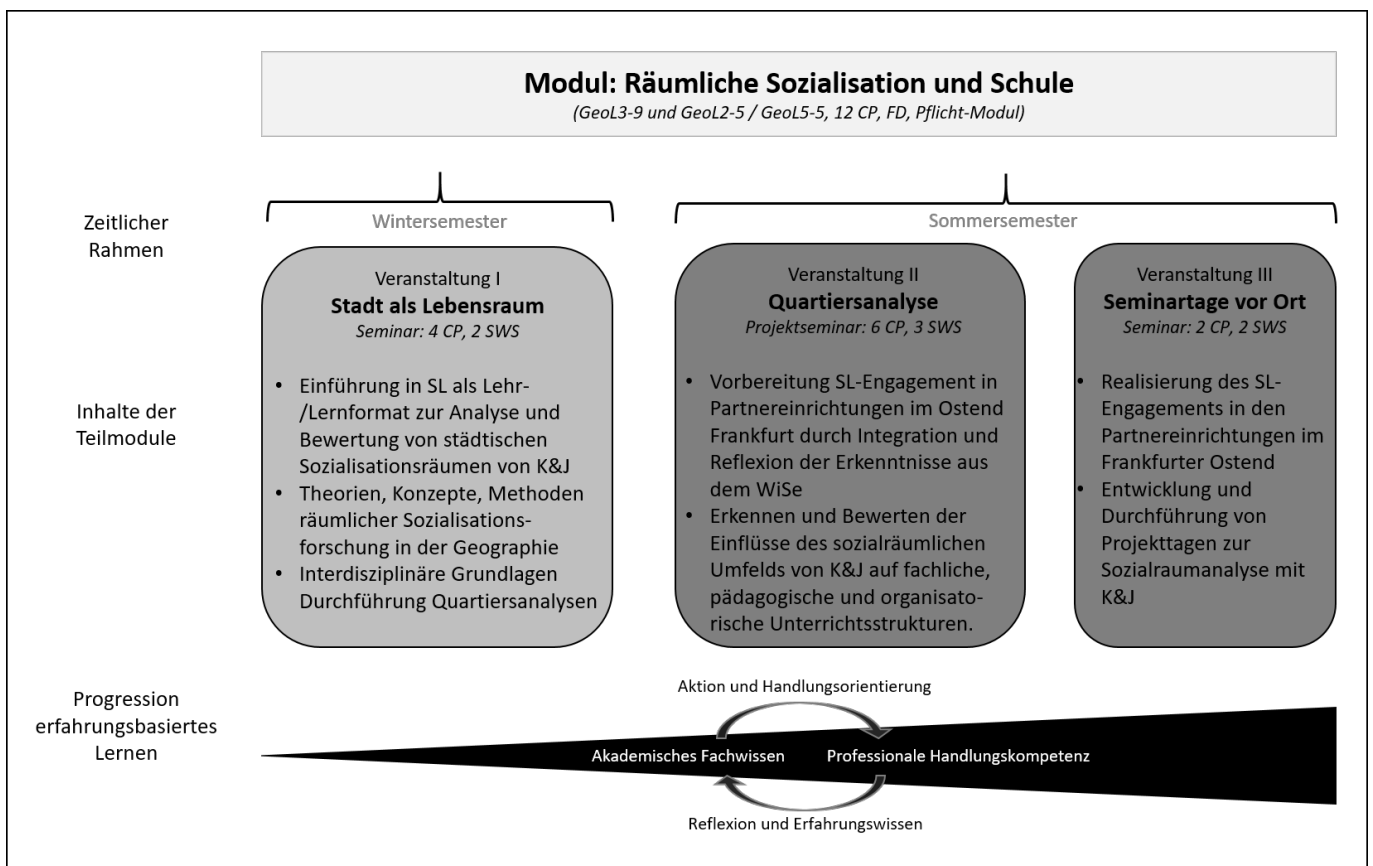 Modul: Räumliche Sozialisation und Schule
(GeoL3-9 und GeoL2-5 / GeoL5-5, 12 CP, FD, Pflicht-Modul)
Zeitlicher
Rahmen
Wintersemester
Sommersemester
Inhalte der
Teilmodule
Veranstaltung I
Stadt als Lebensraum
Seminar: 4 CP, 2 SWS
• Einführung in SL als Lehr-
/Lernformat zur Analyse und
Bewertung von städtischen
Sozialisationsräumen von K&J
• Theorien, Konzepte, Methoden
räumlicher Sozialisations-
forschung in der Geographie
• Interdisziplinäre Grundlagen
Durchführung Quartiersanalysen
Veranstaltung II
Quartiersanalyse
Projektseminar: 6 CP, 3 SWS
• Vorbereitung SL-Engagement in
Partnereinrichtungen im Ostend
Frankfurt durch Integration und
Reflexion der Erkenntnisse aus
dem WiSe
• Erkennen und Bewerten der
Einflüsse des sozialräumlichen
Umfelds von K&J auf fachliche,
pädagogische und organisato-
rische Unterrichtsstrukturen.
Veranstaltung III
Seminartage vor Ort
Seminar: 2 CP, 2 SWS
• Realisierung des SL-
Engagements in den
Partnereinrichtungen im
Frankfurter Ostend
• Entwicklung und
Durchführung von
Projekttagen zur
Sozialraumanalyse mit
K&J
Progression
erfahrungsbasiertes
Lernen
Aktion und Handlungsorientierung
Akademisches Fachwissen
Professionale Handlungskompetenz
Reflexion und Erfahrungswissen